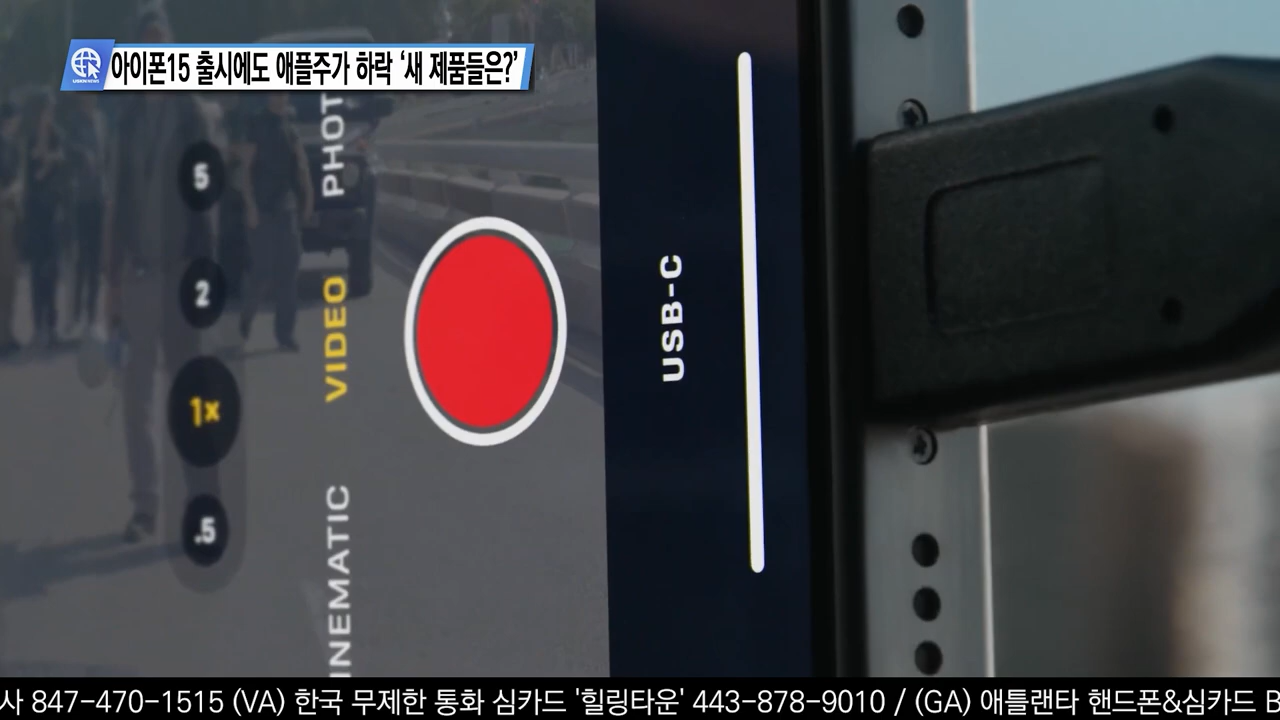 아이폰15 출시에도 애플주가 하락 ‘새 제품들은?’
PHOT
5
2
VIDEO
1×
.5
INEMATIC
USB-C
사 847-470-1515 (VA) 한국 무제한 통화 심카드 '힐링타운' 443-878-9010 / (GA) 애틀랜타 핸드폰&심카드 B